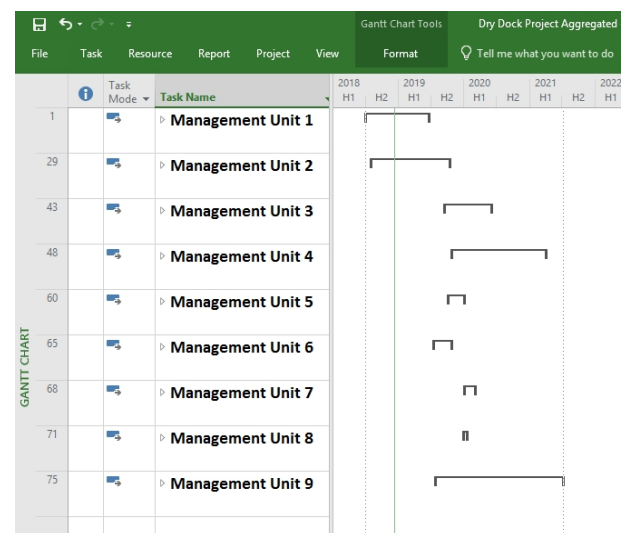 Gantt Chart Tools Dry Dock Project Aggregated
File Task Resource Report Project View Format Tell me what you want to do
Task Mode Task Name
2018 2019 2020 2021 2022
H1 H2 H1 H2 H1 H2 H1 H2 H1
1 Management Unit 1
29 Management Unit 2
43 Management Unit 3
48 Management Unit 4
60 Management Unit 5
65 Management Unit 6
68 Management Unit 7
71 Management Unit 8
75 Management Unit 9
GANTT CHART